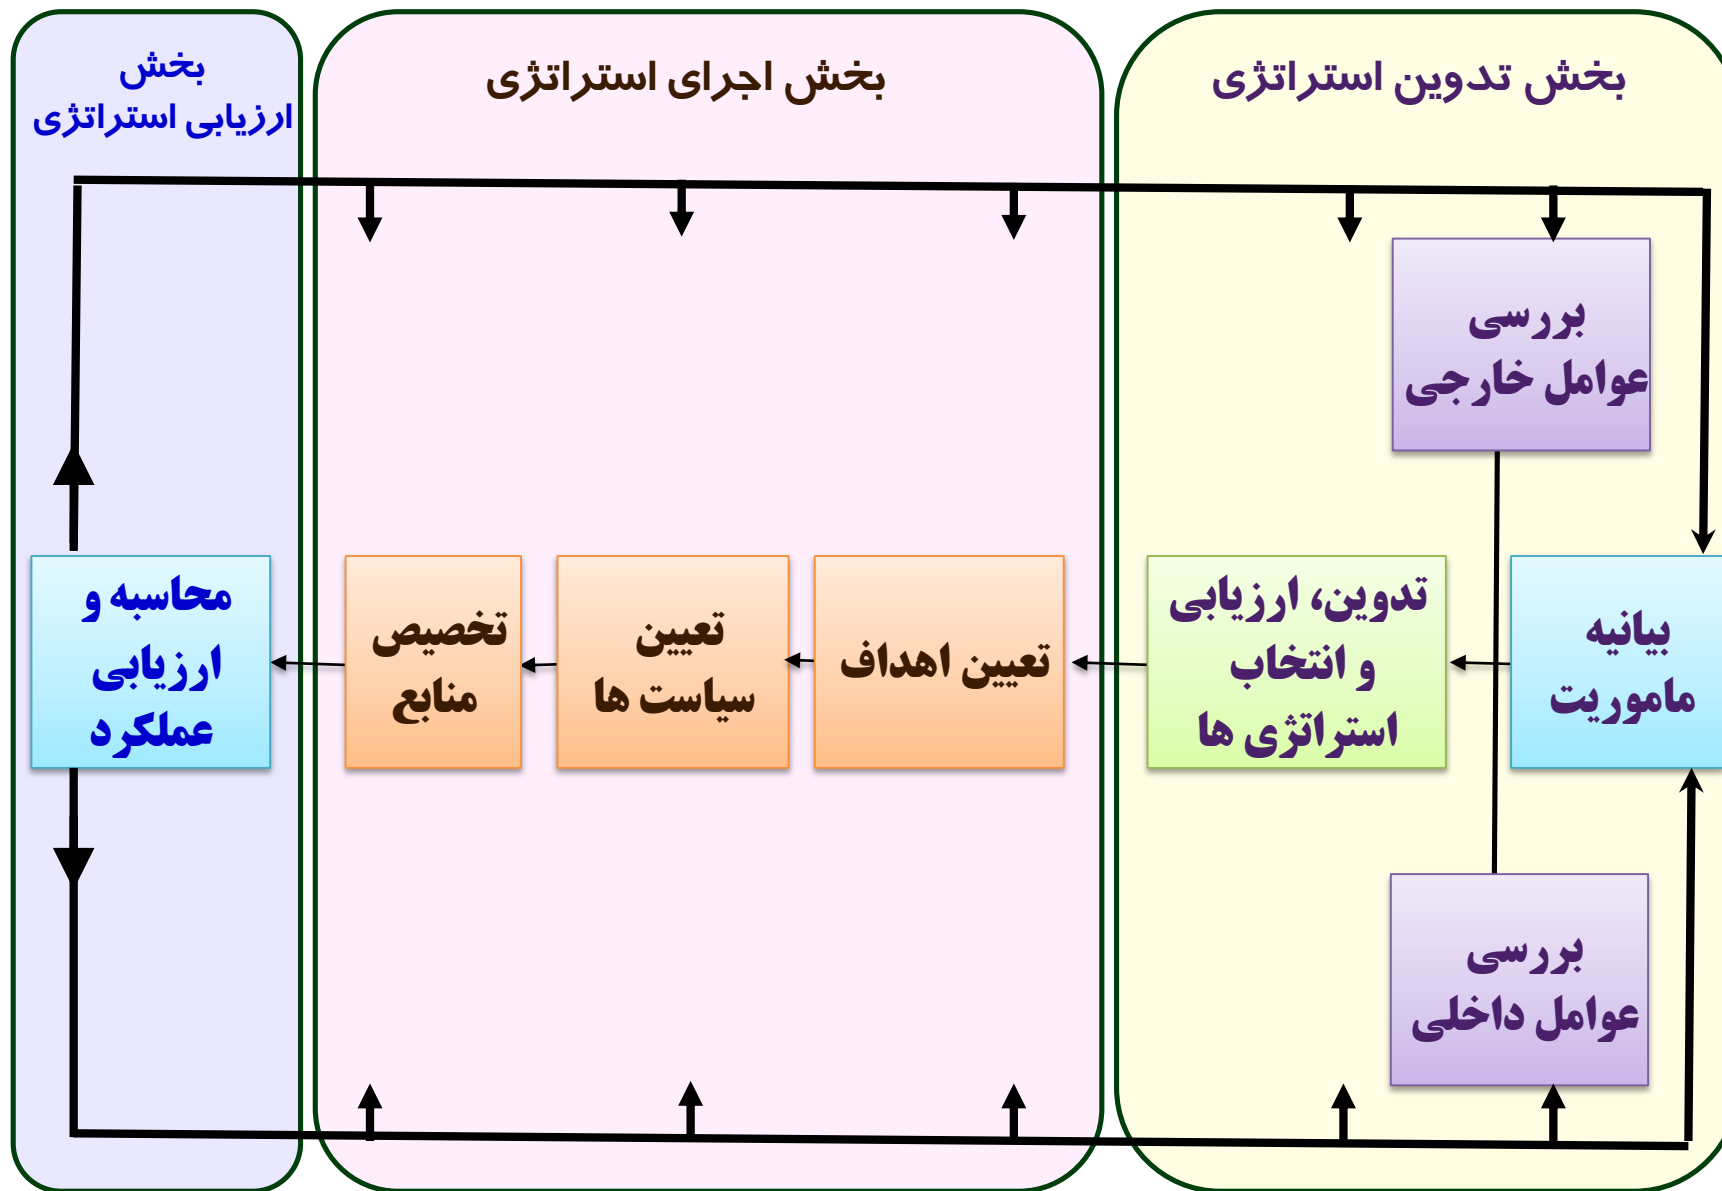 بخش تدوین استراتژی
بخش اجرای استراتژی
بخش
ارزیابی استراتژی
بررسی
عوامل خارجی
بیانیه
ماموریت
تدوین، ارزیابی
و انتخاب
استراتژی ها
تعیین اهداف
تعیین
سیاست ها
تخصیص
منابع
محاسبه و
ارزیابی
عملکرد
بررسی
عوامل داخلی